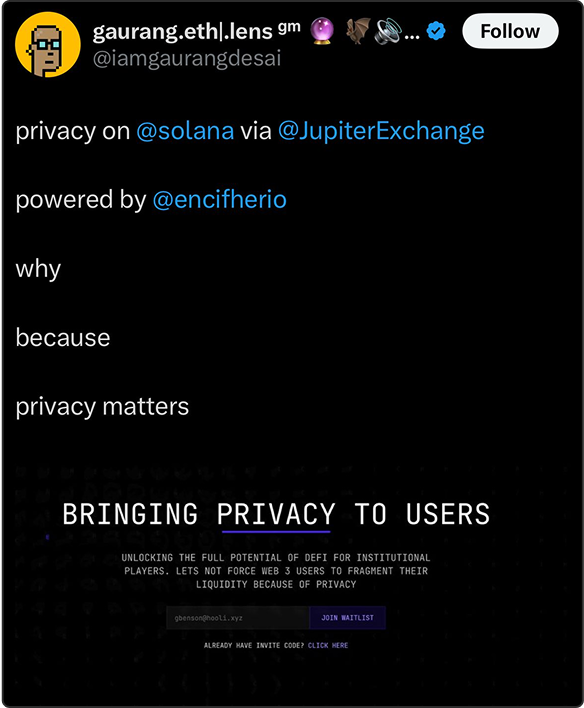 gaurang.eth|.lens gm 🔮 🦇 🔊...
Follow
@iamgaurangdesai
privacy on @solana via @JupiterExchange
powered by @encifherio
why
because
privacy matters
BRINGING PRIVACY TO USERS
UNLOCKING THE FULL POTENTIAL OF DEFI FOR INSTITUTIONAL
PLAYERS. LETS NOT FORCE WEB 3 USERS TO FRAGMENT THEIR
LIQUIDITY BECAUSE OF PRIVACY
gbenson@hooli.xyz
JOIN WAITLIST
ALREADY HAVE INVITE CODE? CLICK HERE